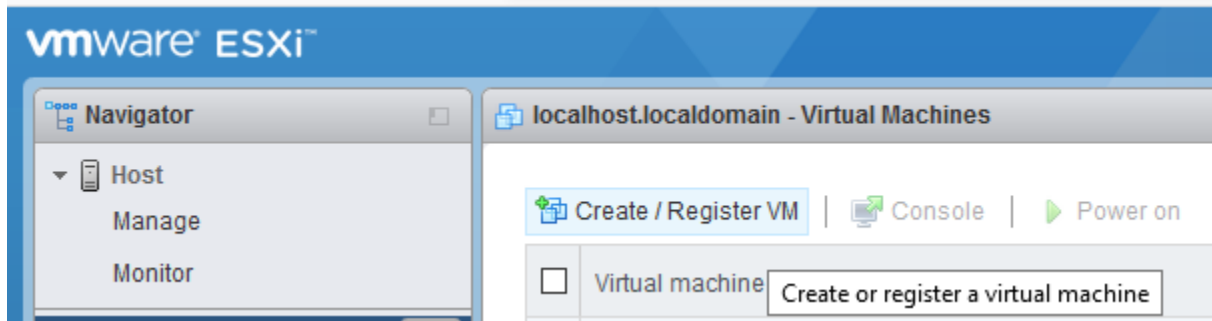 vmware® ESXi™
Navigator
localhost.localdomain - Virtual Machines
Host
Manage
Monitor
Create / Register VM | Console | Power on
Virtual machine
Create or register a virtual machine